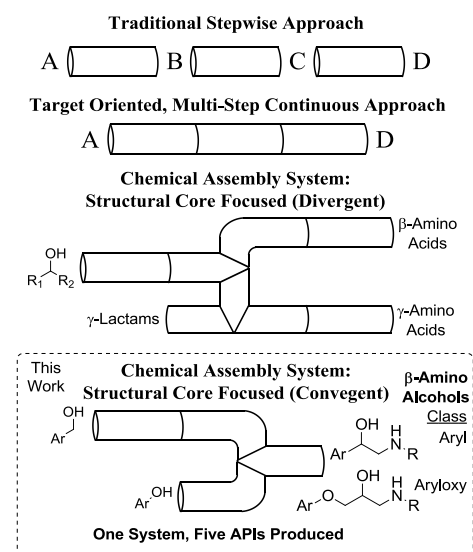 Traditional Stepwise Approach
A B C D
Target Oriented, Multi-Step Continuous Approach
A D
Chemical Assembly System:
Structural Core Focused (Divergent)
β-Amino
Acids
OH
R1 R2
γ-Lactams
γ-Amino
Acids
This
Work
Chemical Assembly System:
Structural Core Focused (Convegent)
β-Amino
Alcohols
Class
Aryl
Ar OH
OH
Ar N H R
Ar OH
Aryloxy
OH
Ar O N H R
One System, Five APIs Produced